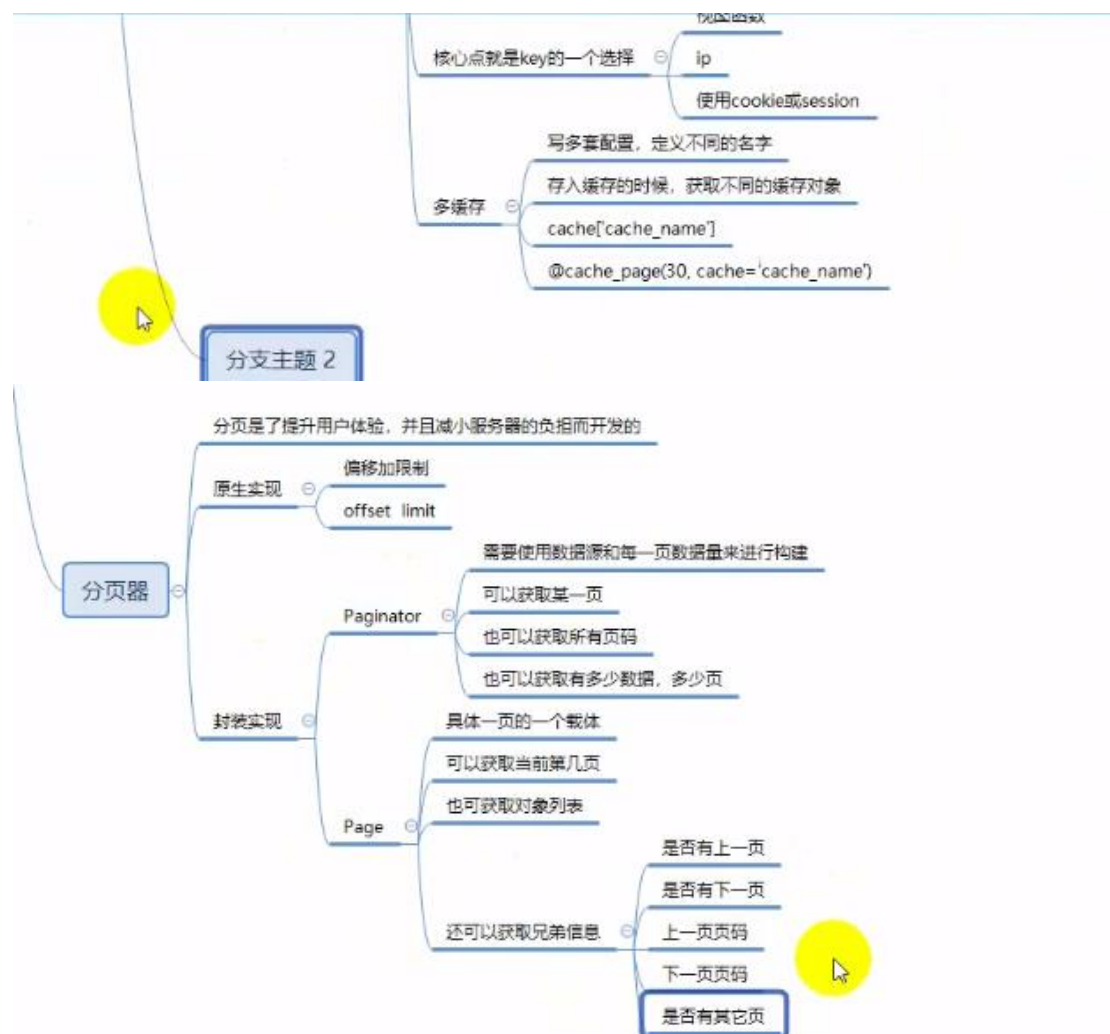 视图函数
核心点就是key的一个选择
ip
使用cookie或session
写多套配置，定义不同的名字
存入缓存的时候，获取不同的缓存对象
多缓存
cache['cache_name']
@cache_page(30, cache='cache_name')
分支主题 2
分页是了提升用户体验，并且减小服务器的负担而开发的
偏移加限制
原生实现
offset limit
需要使用数据源和每一页数据量来进行构建
分页器
可以获取某一页
Paginator
也可以获取所有页码
也可以获取有多少数据，多少页
封装实现
具体一页的一个载体
可以获取当前第几页
也可获取对象列表
Page
是否有上一页
是否有下一页
还可以获取兄弟信息
上一页页码
下一页页码
是否有其它页